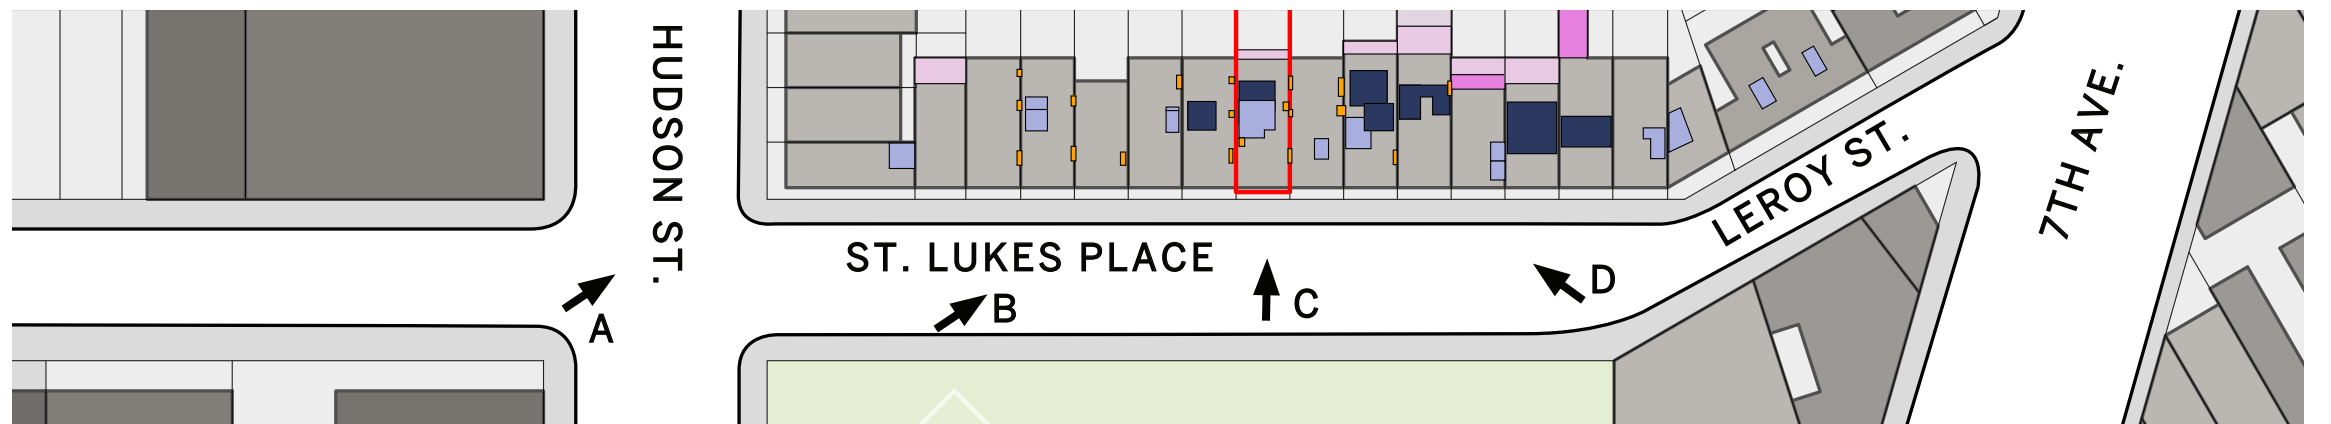 HUDSON ST.
7TH AVE.
LEROY ST.
ST. LUKES PLACE
A
B
C
D